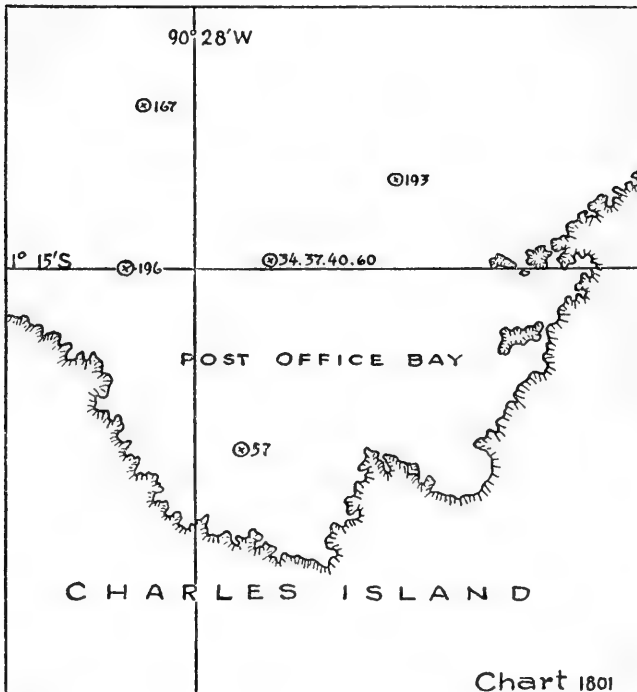 90° 28'W
167
193
1° 15'S
196
34.37.40.60
POST OFFICE BAY
57
CHARLES ISLAND
Chart 1801